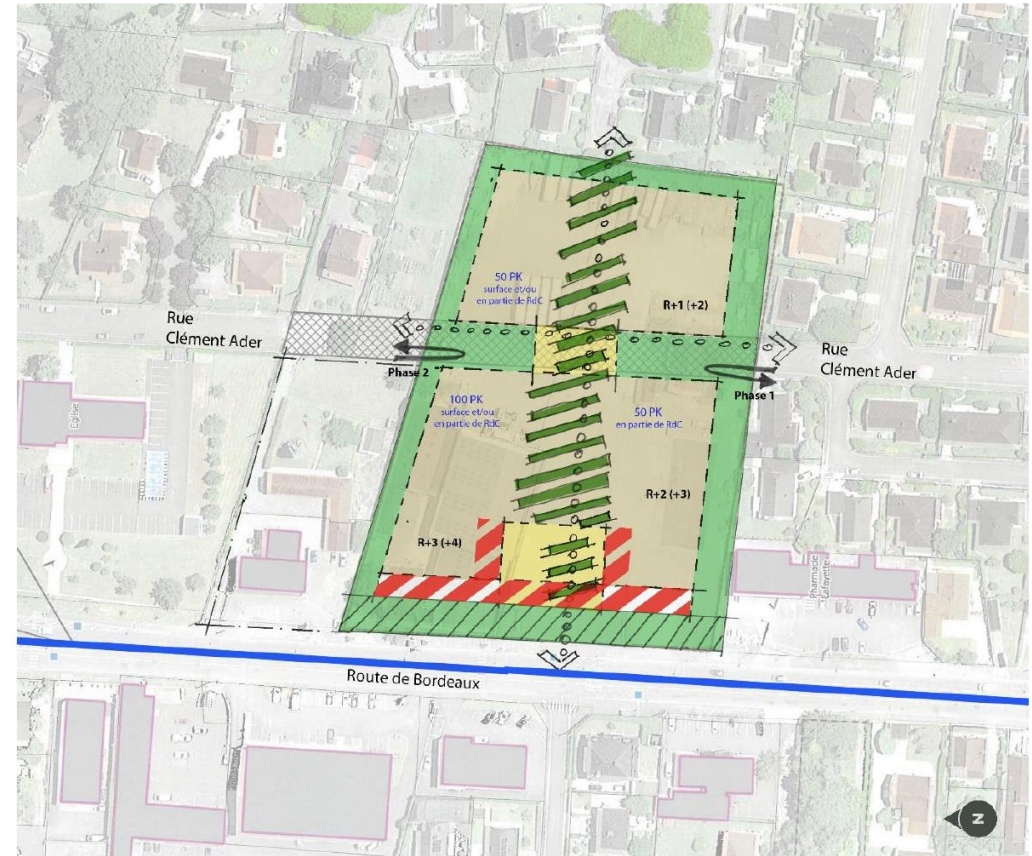 50 PK
surface et/ou
en partie de RdC
R+1 (+2)
Rue
Clément Ader
Rue
Clément Ader
Phase 2
Phase 1
100 PK
surface et/ou
en partie de RdC
50 PK
en partie de RdC
Eglise
R+2 (+3)
R+3 (+4)
Pharmacie
Lafayette
Route de Bordeaux
N